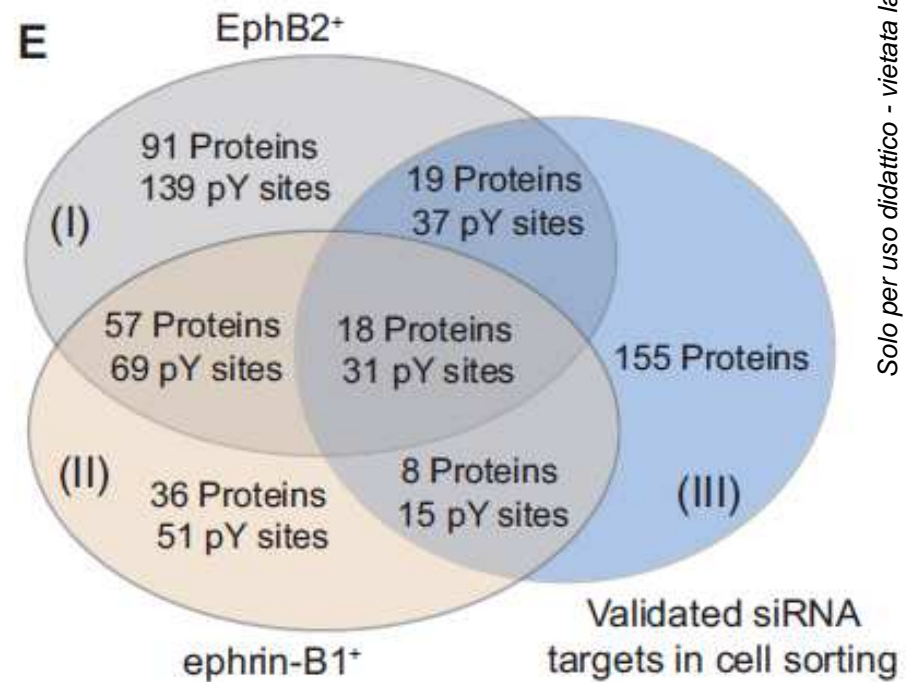 E
EphB2⁺
91 Proteins
139 pY sites
19 Proteins
37 pY sites
(I)
57 Proteins
69 pY sites
18 Proteins
31 pY sites
155 Proteins
(II)
36 Proteins
51 pY sites
8 Proteins
15 pY sites
(III)
ephrin-B1⁺
Validated siRNA
targets in cell sorting
Solo per uso didattico - vietata